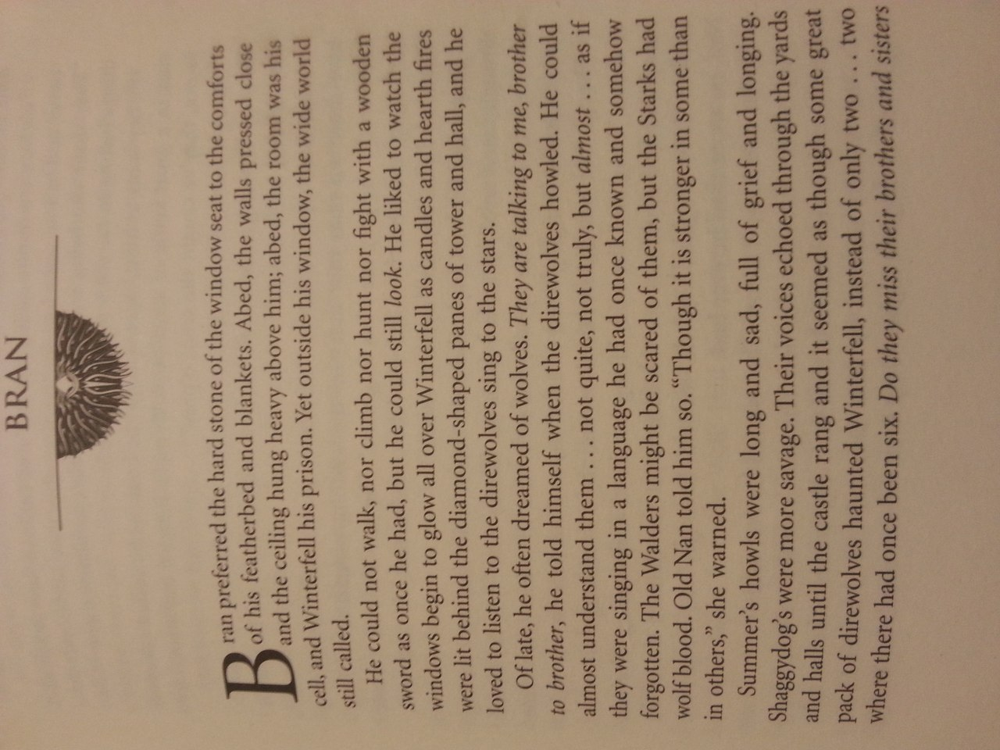 BRAN
Bran preferred the hard stone of the window seat to the comforts
of his featherbed and blankets. Abed, the walls pressed close
and the ceiling hung heavy above him; abed, the room was his
cell, and Winterfell his prison. Yet outside his window, the wide world
still called.
He could not walk, nor climb nor hunt nor fight with a wooden
sword as once he had, but he could still look. He liked to watch the
windows begin to glow all over Winterfell as candles and hearth fires
were lit behind the diamond-shaped panes of tower and hall, and he
loved to listen to the direwolves sing to the stars.
Of late, he often dreamed of wolves. They are talking to me, brother
to brother, he told himself when the direwolves howled. He could
almost understand them . . . not quite, not truly, but almost . . . as if
they were singing in a language he had once known and somehow
forgotten. The Walders might be scared of them, but the Starks had
wolf blood. Old Nan told him so. “Though it is stronger in some than
in others,” she warned.
Summer’s howls were long and sad, full of grief and longing.
Shaggydog’s were more savage. Their voices echoed through the yards
and halls until the castle rang and it seemed as though some great
pack of direwolves haunted Winterfell, instead of only two . . . two
where there had once been six. Do they miss their brothers and sisters